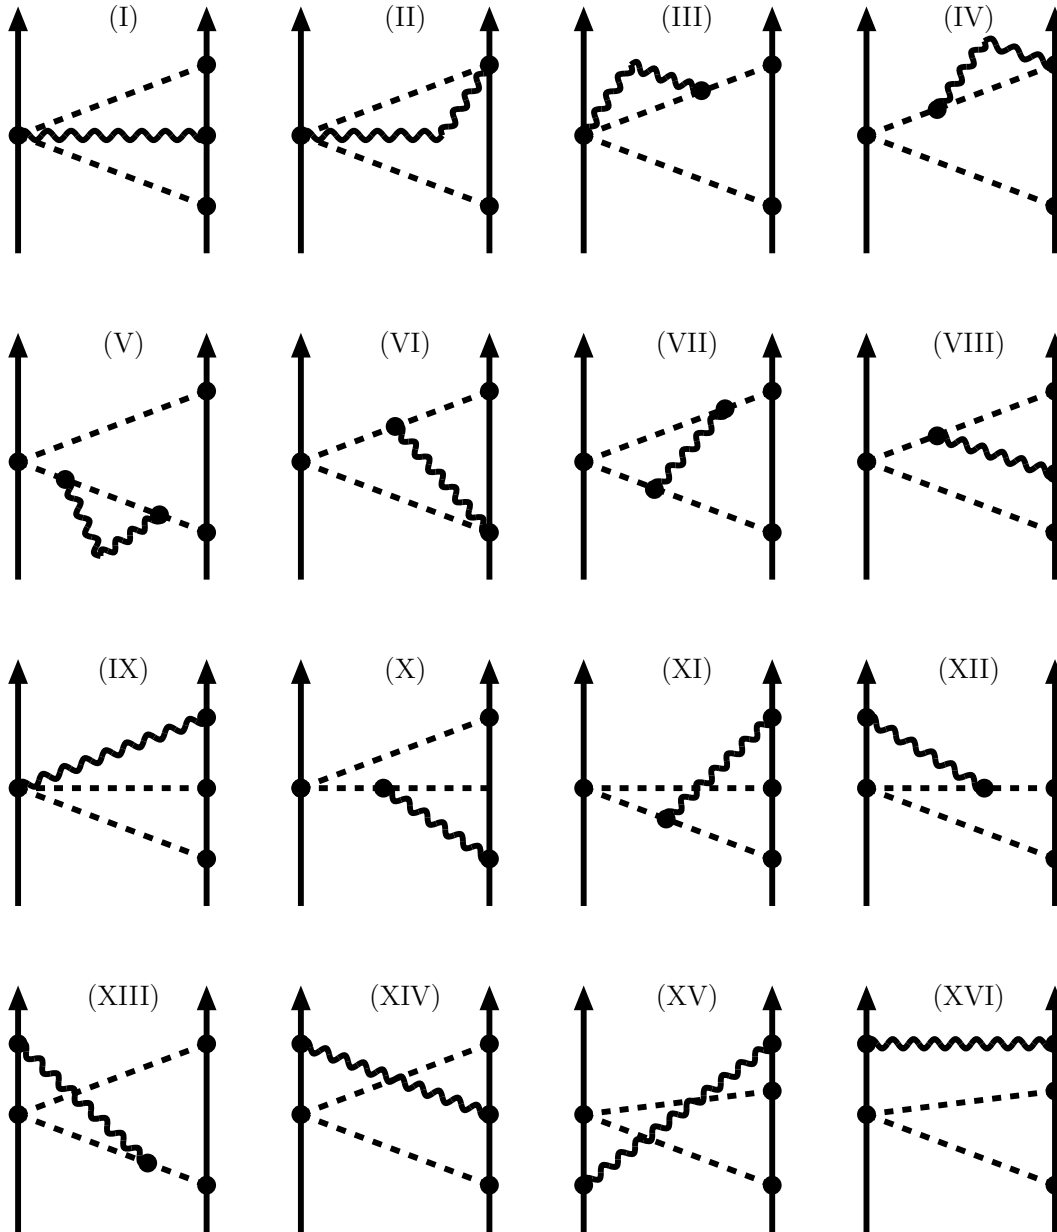 (I) (II) (III) (IV)
(V) (VI) (VII) (VIII)
(IX) (X) (XI) (XII)
(XIII) (XIV) (XV) (XVI)